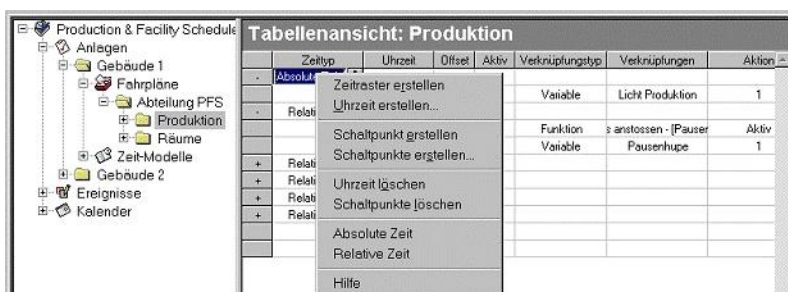 Production & Facility Schedule
Anlagen
Gebäude 1
Fahrpläne
Abteilung PFS
Produktion
Räume
Zeit-Modelle
Gebäude 2
Ereignisse
Kalender
Tabellenansicht: Produktion
Zeittyp Uhrzeit Offset Aktiv Verknüpfungstyp Verknüpfungen Aktion
Variable Licht Produktion 1
Relati
Funktion s anstossen - [Pauser Aktiv
Variable Pausenhupe 1
Relati
Relati
Relati
Relati
Zeitraster erstellen
Uhrzeit erstellen...
Schaltpunkt erstellen
Schaltpunkte erstellen...
Uhrzeit löschen
Schaltpunkte löschen
Absolute Zeit
Relative Zeit
Hilfe